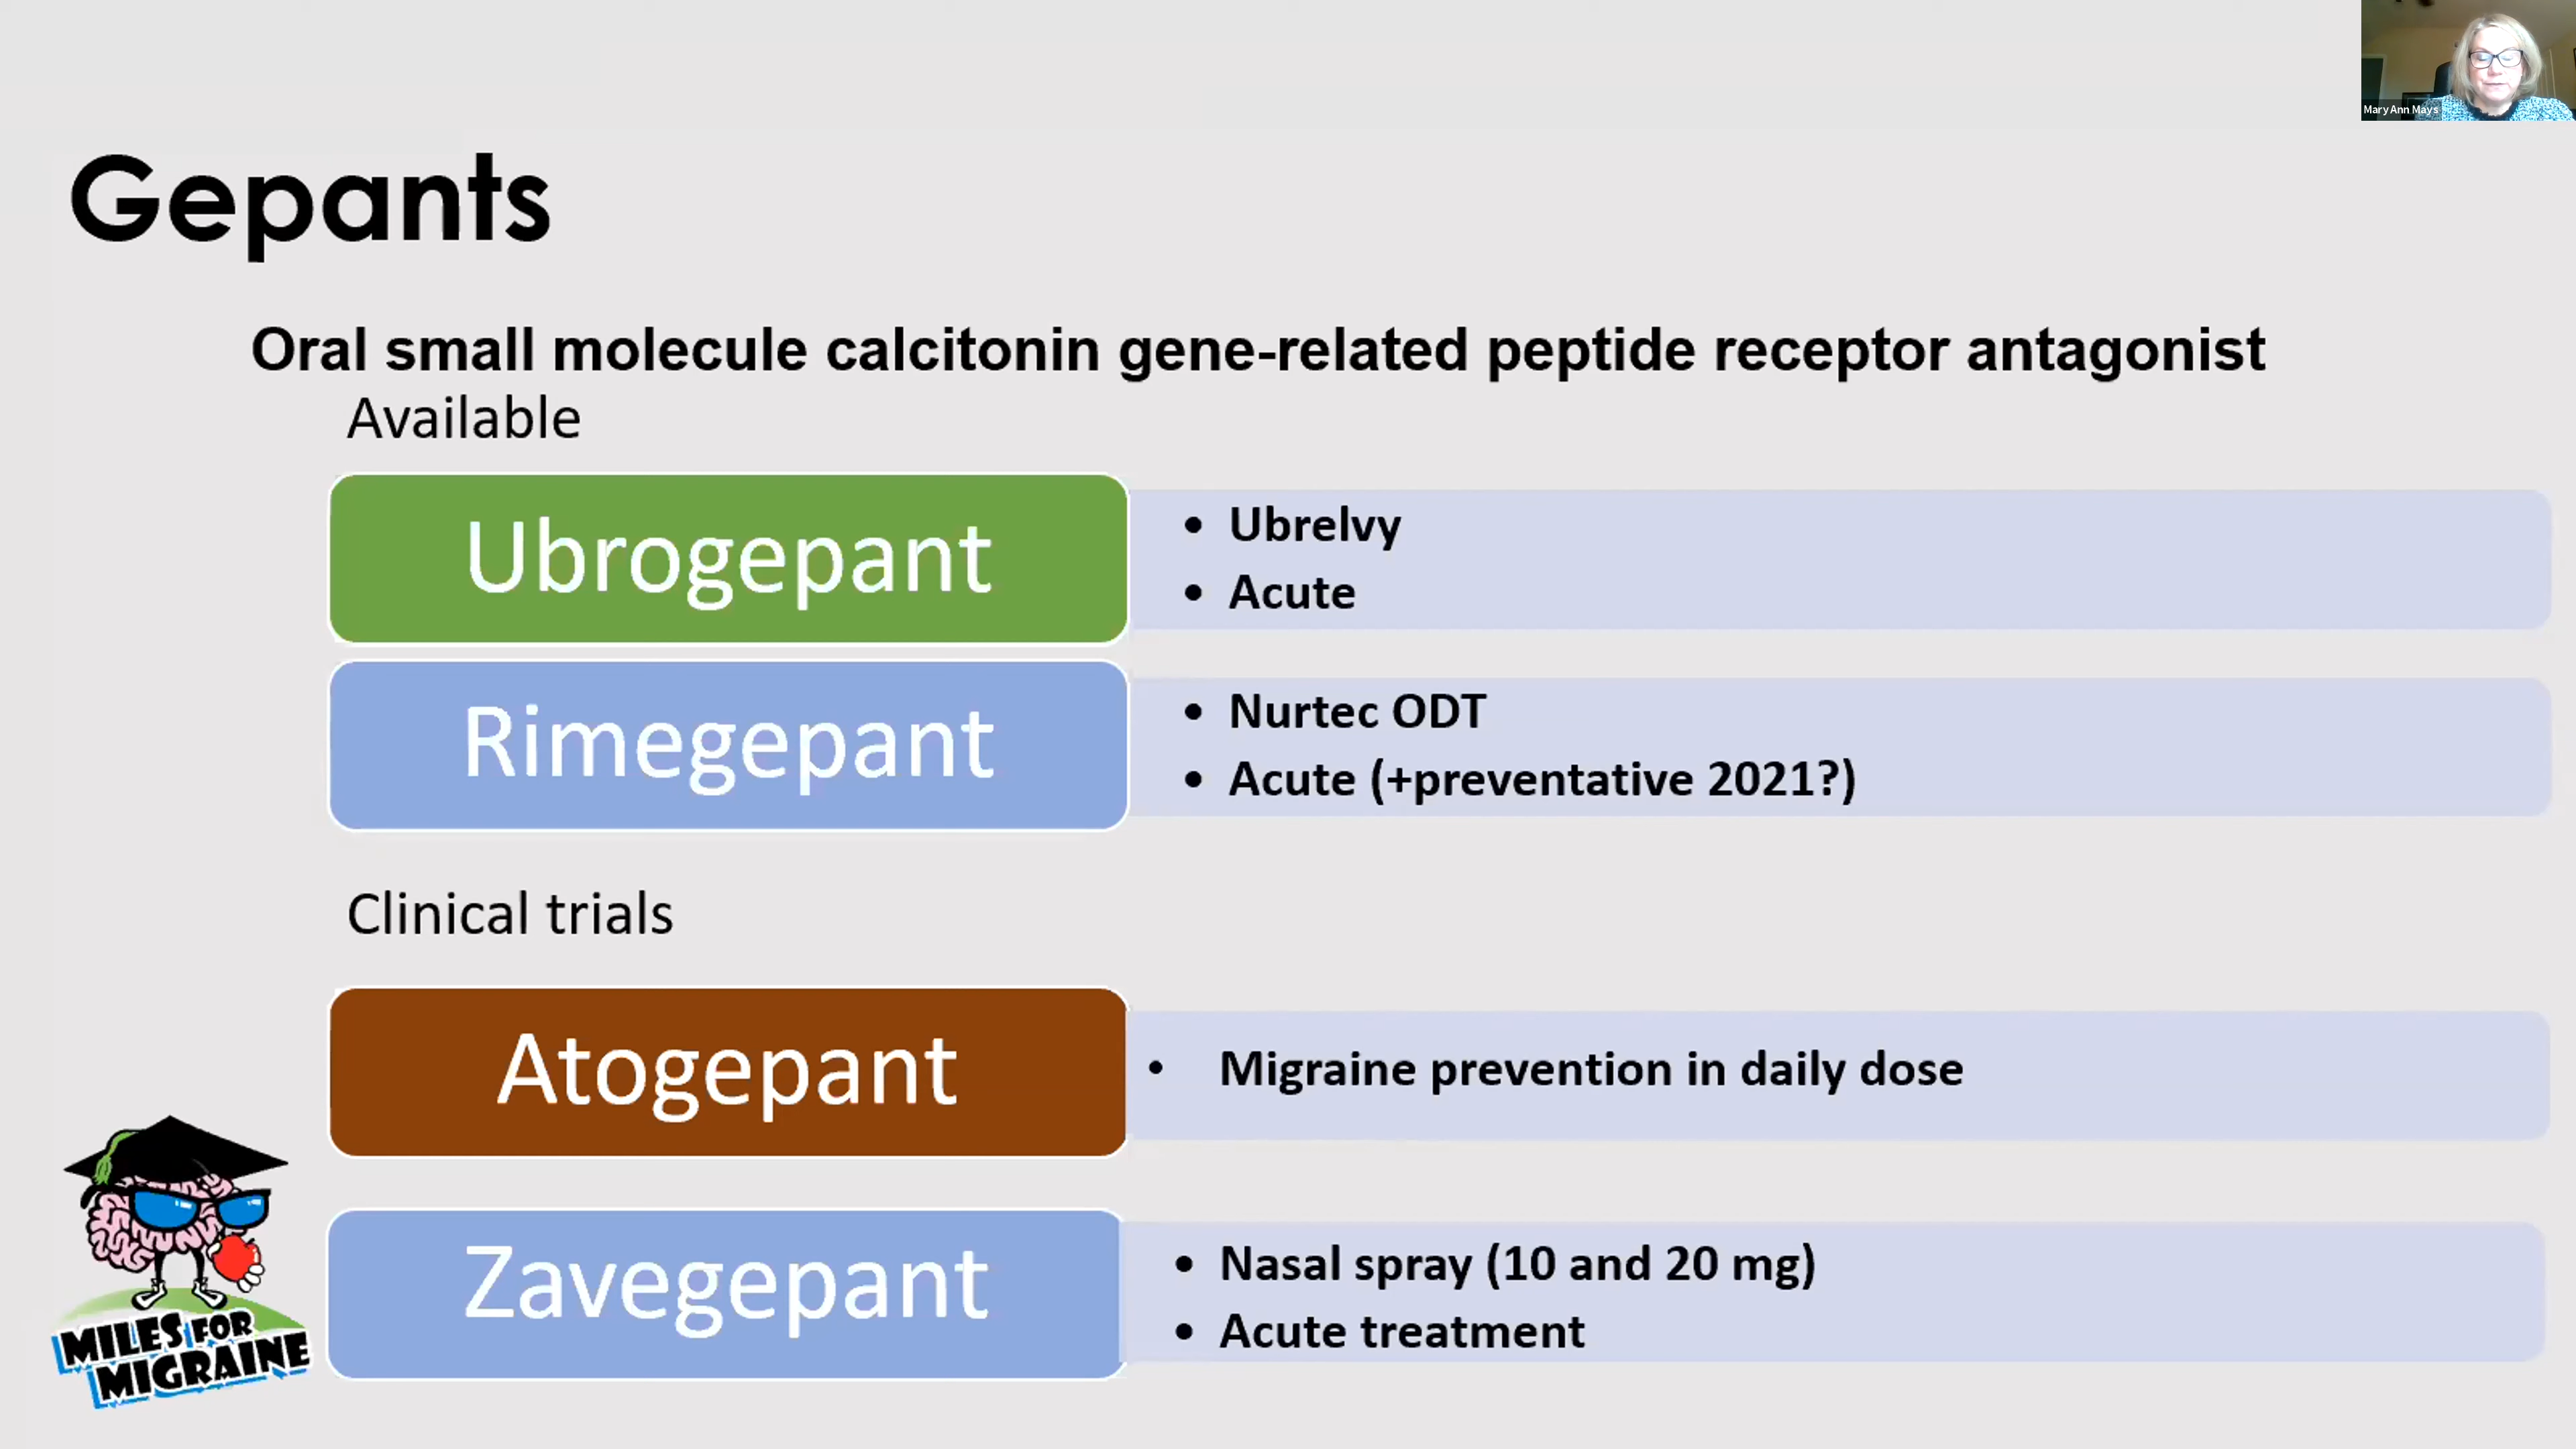 Mary Ann Mays
Gepants
Oral small molecule calcitonin gene-related peptide receptor antagonist
Available
Ubrogepant
• Ubrelvy
• Acute
Rimegepant
• Nurtec ODT
• Acute (+preventative 2021?)
Clinical trials
Atogepant
• Migraine prevention in daily dose
Zavegepant
• Nasal spray (10 and 20 mg)
• Acute treatment
MILES FOR
MIGRAINE